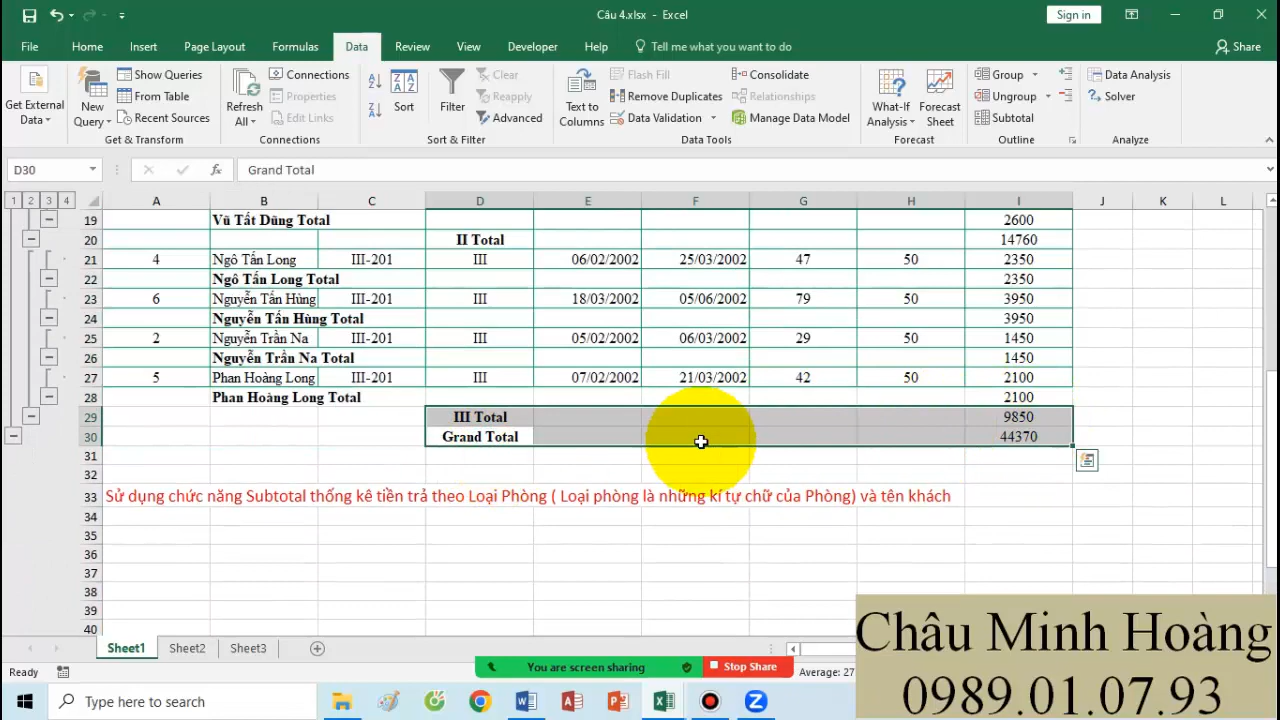 Câu 4.xlsx - Excel
Sign in
File Home Insert Page Layout Formulas Data Review View Developer Help Tell me what you want to do Share
Get External Data
New Query
Show Queries
From Table
Recent Sources
Get & Transform
Refresh All
Connections
Properties
Edit Links
Connections
Sort
Filter
Clear
Reapply
Advanced
Sort & Filter
Text to Columns
Flash Fill
Remove Duplicates
Data Validation
Consolidate
Relationships
Manage Data Model
Data Tools
What-If Analysis
Forecast Sheet
Forecast
Group
Ungroup
Subtotal
Outline
Data Analysis
Solver
Analyze
D30 fx Grand Total
1 2 3 4 A B C D E F G H I J K L
19 Vũ Tất Dũng Total 2600
20 II Total 14760
21 4 Ngô Tấn Long III-201 III 06/02/2002 25/03/2002 47 50 2350
22 Ngô Tấn Long Total 2350
23 6 Nguyễn Tấn Hùng III-201 III 18/03/2002 05/06/2002 79 50 3950
24 Nguyễn Tấn Hùng Total 3950
25 2 Nguyễn Trần Na III-201 III 05/02/2002 06/03/2002 29 50 1450
26 Nguyễn Trần Na Total 1450
27 5 Phan Hoàng Long III-201 III 07/02/2002 21/03/2002 42 50 2100
28 Phan Hoàng Long Total 2100
29 III Total 9850
30 Grand Total 44370
31
32
33 Sử dụng chức năng Subtotal thống kê tiền trả theo Loại Phòng ( Loại phòng là những kí tự chữ của Phòng) và tên khách
34
35
36
37
38
39
40
Sheet1 Sheet2 Sheet3
Ready
You are screen sharing Stop Share
Average: 27
Type here to search
Châu Minh Hoàng
0989.01.07.93